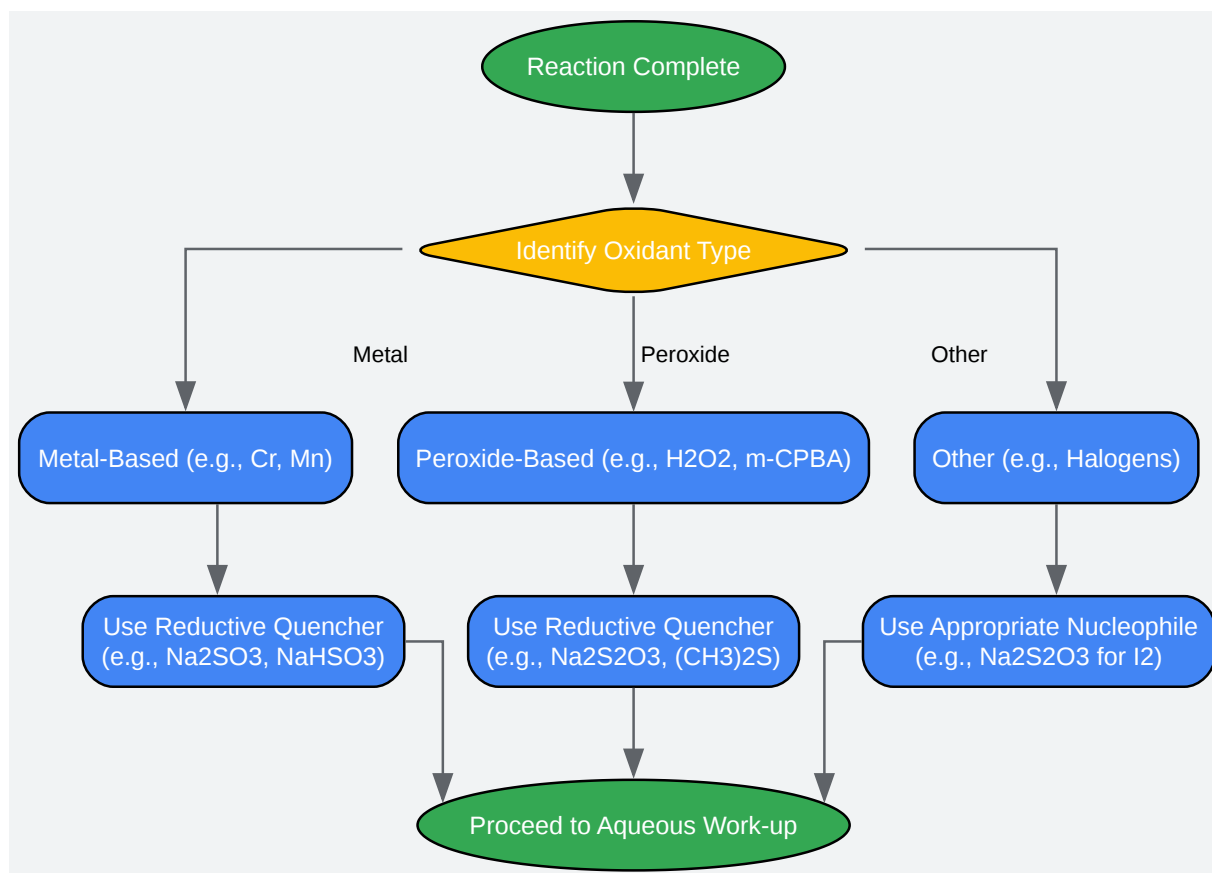 Reaction Complete
Identify Oxidant Type
Metal
Peroxide
Other
Metal-Based (e.g., Cr, Mn)
Peroxide-Based (e.g., H2O2, m-CPBA)
Other (e.g., Halogens)
Use Reductive Quencher
(e.g., Na2SO3, NaHSO3)
Use Reductive Quencher
(e.g., Na2S2O3, (CH3)2S)
Use Appropriate Nucleophile
(e.g., Na2S2O3 for I2)
Proceed to Aqueous Work-up